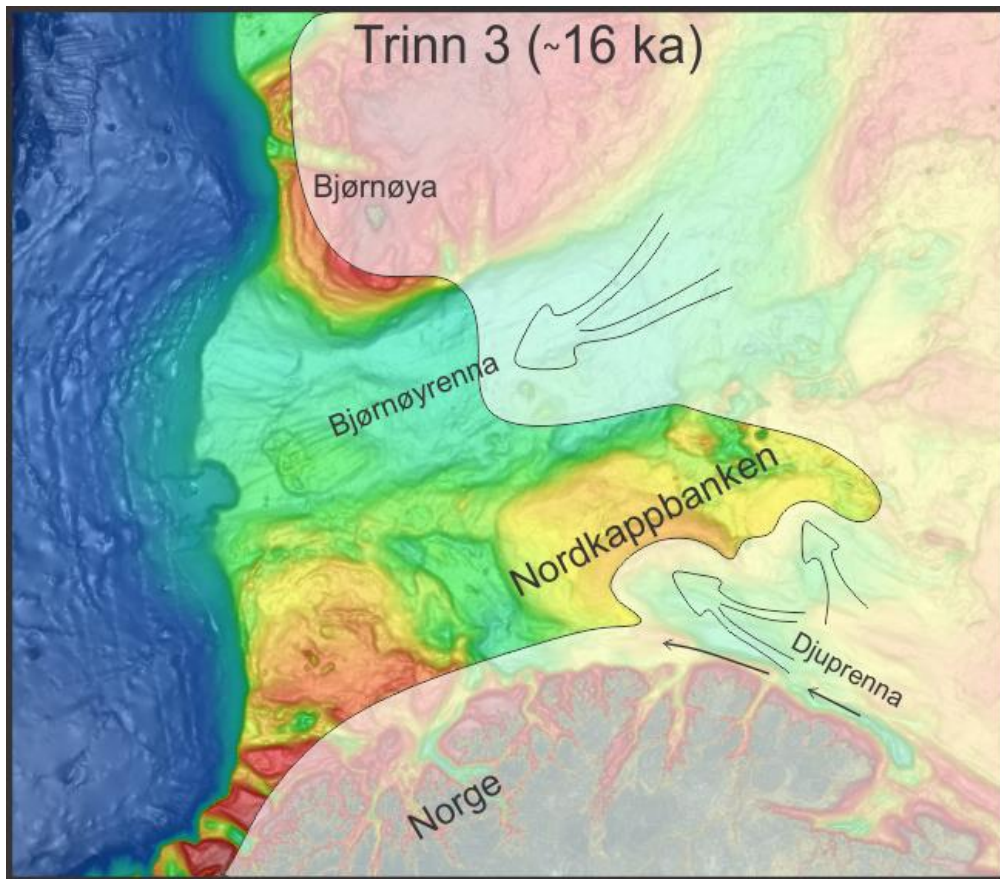 Trinn 3 (~16 ka)
Bjørnøya
Bjørnøyrenna
Nordkappbanken
Djuprenna
Norge